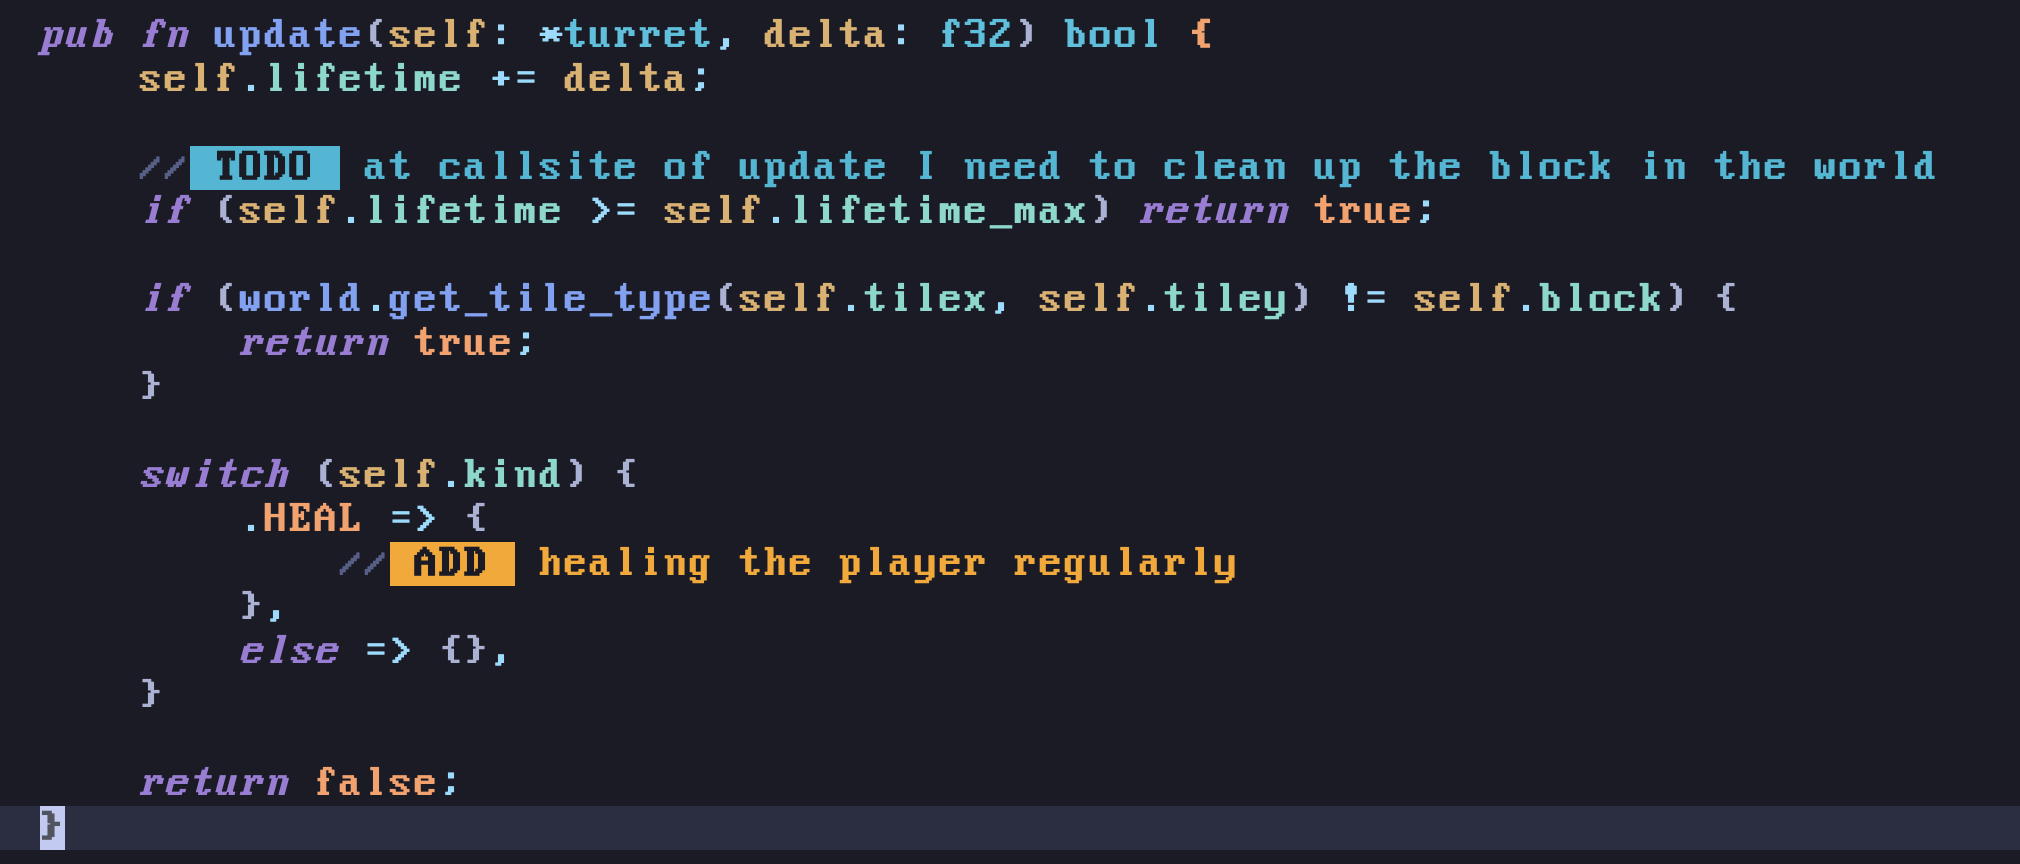 pub fn update(self: *turret, delta: f32) bool {
    self.lifetime += delta;

    // TODO at callsite of update I need to clean up the block in the world
    if (self.lifetime >= self.lifetime_max) return true;

    if (world.get_tile_type(self.tilex, self.tiley) != self.block) {
        return true;
    }

    switch (self.kind) {
        .HEAL => {
            // ADD healing the player regularly
        },
        else => {},
    }

    return false;
}